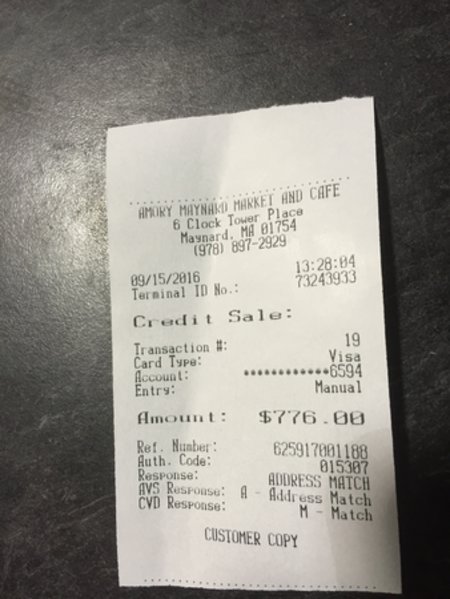 AMORY MAYNARD MARKET AND CAFE
6 Clock Tower Place
Maynard, MA 01754
(978) 897-2929
09/15/2016 13:28:04
Terminal ID No.: 73243933
Credit Sale:
Transaction #: 19
Card Type: Visa
Account: ************6594
Entry: Manual
Amount: $776.00
Ref. Number: 625917001188
Auth. Code: 015307
Response: ADDRESS MATCH
AVS Response: A - Address Match
CVD Response: M - Match
CUSTOMER COPY